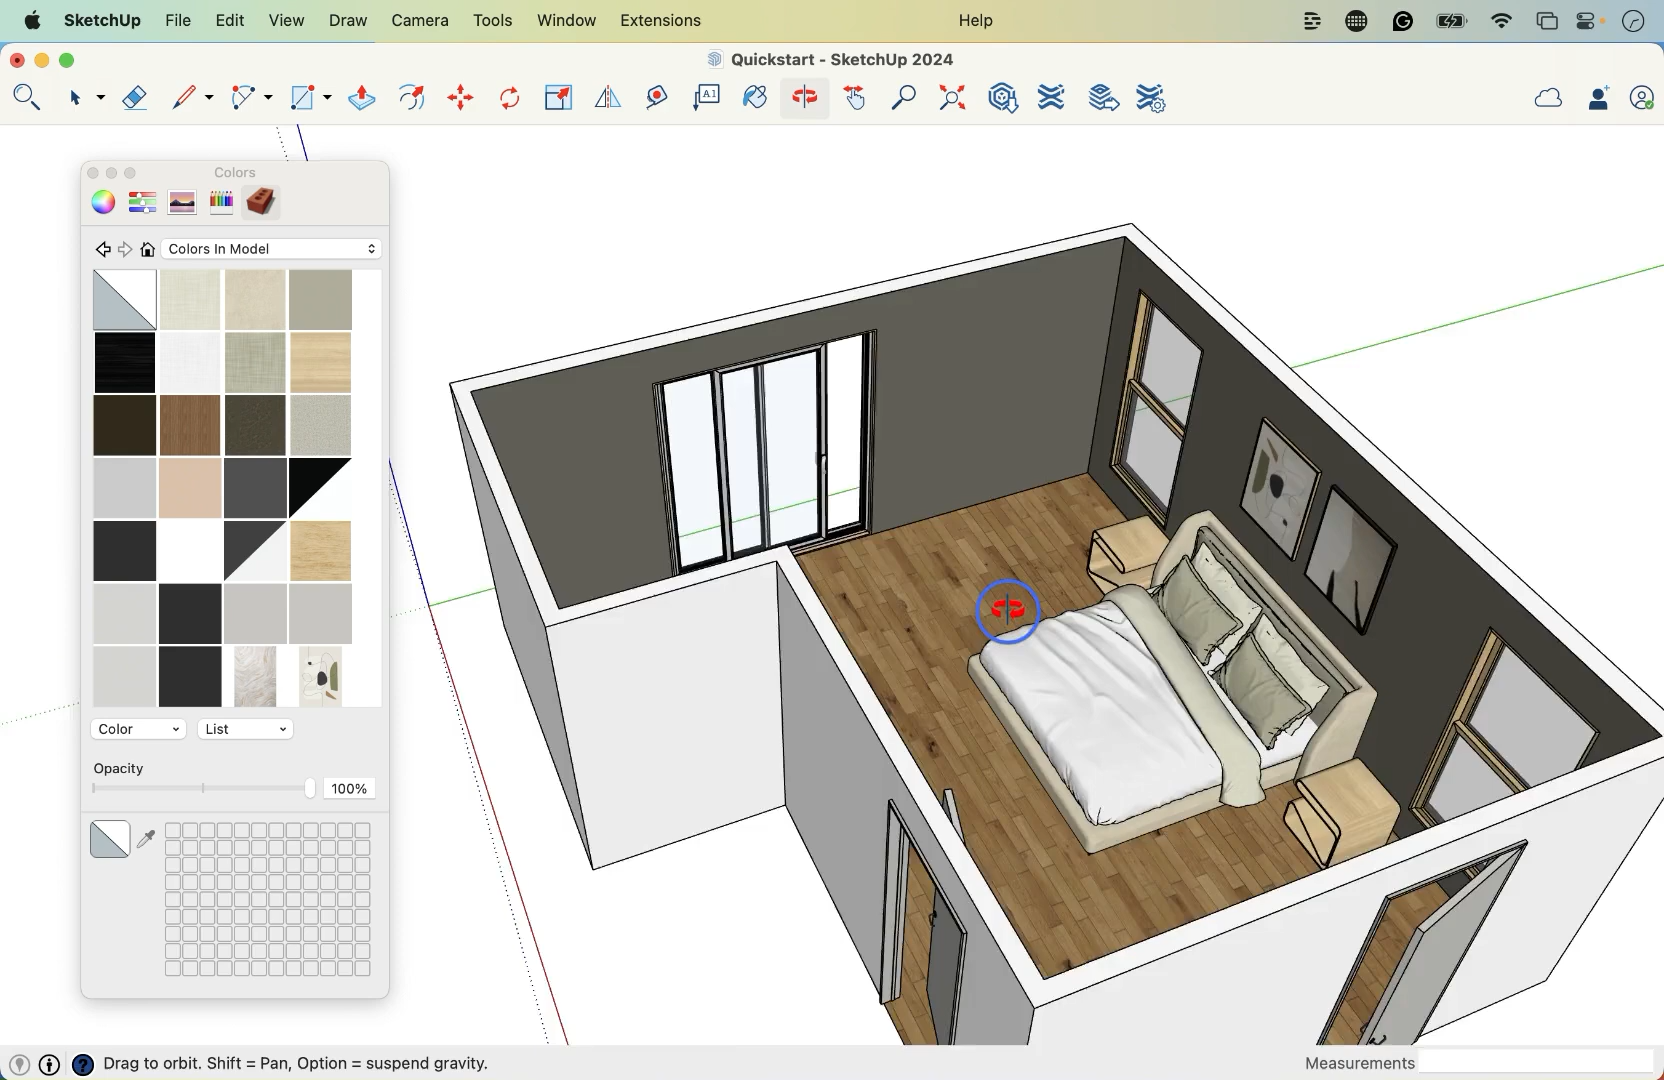 SketchUp File Edit View Draw Camera Tools Window Extensions Help
Quickstart - SketchUp 2024
A1
Colors
Colors In Model
Color List
Opacity
100%
Drag to orbit. Shift = Pan, Option = suspend gravity.
Measurements